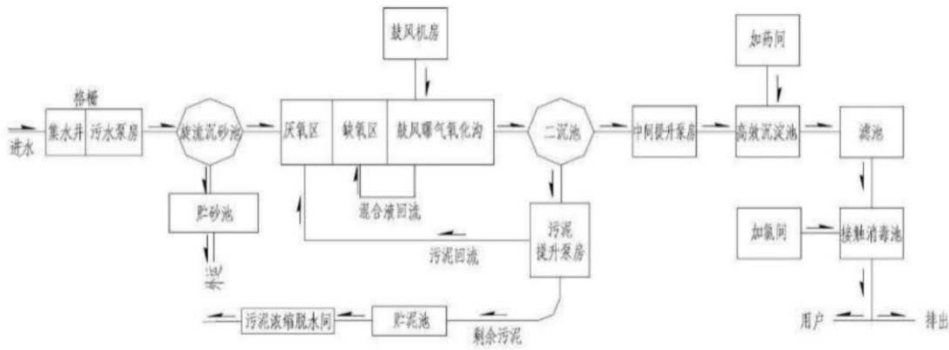 鼓风机房
加药间
格栅
集水井
污水泵房
旋流沉砂池
厌氧区
缺氧区
鼓风曝气氧化沟
二沉池
中间提升泵房
高效沉淀池
滤池
进水
贮砂池
混合液回流
污泥
提升泵房
加氯间
接触消毒池
污泥回流
外运
污泥浓缩脱水间
贮泥池
剩余污泥
用户
排出